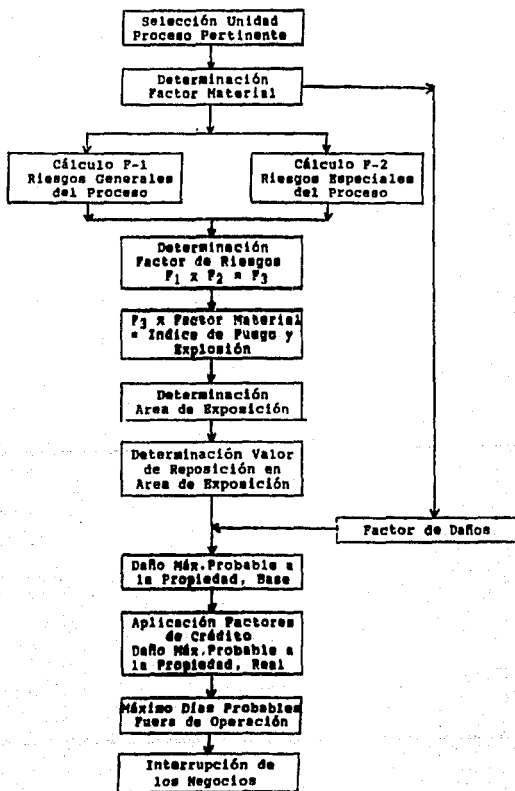 Selección Unidad
Proceso Pertinente
Determinación
Factor Material
Cálculo F-1
Riesgos Generales
del Proceso
Cálculo F-2
Riesgos Especiales
del Proceso
Determinación
Factor de Riesgos
F1 x F2 = F3
F3 x Factor Material
= Indice de Fuego y
Explosión
Determinación
Area de Exposición
Determinación Valor
de Reposición en
Area de Exposición
Factor de Daños
Daño Máx.Probable a
la Propiedad, Base
Aplicación Factores
de Crédito
Daño Máx.Probable a
la Propiedad, Real
Máximo Días Probables
Fuera de Operación
Interrupción de
los Negocios